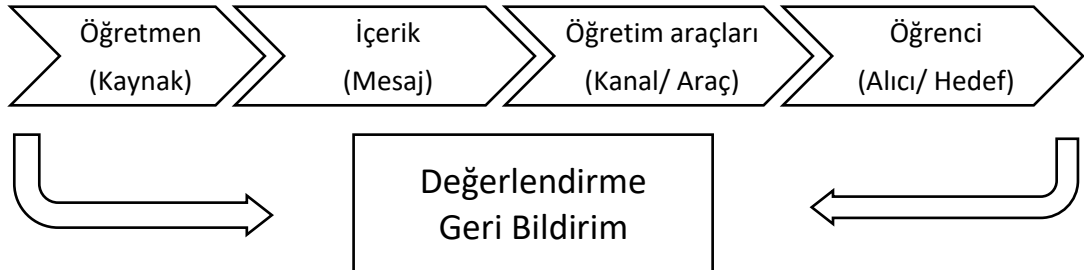 Öğretmen
(Kaynak)
İçerik
(Mesaj)
Öğretim araçları
(Kanal/ Araç)
Öğrenci
(Alıcı/ Hedef)
Değerlendirme
Geri Bildirim